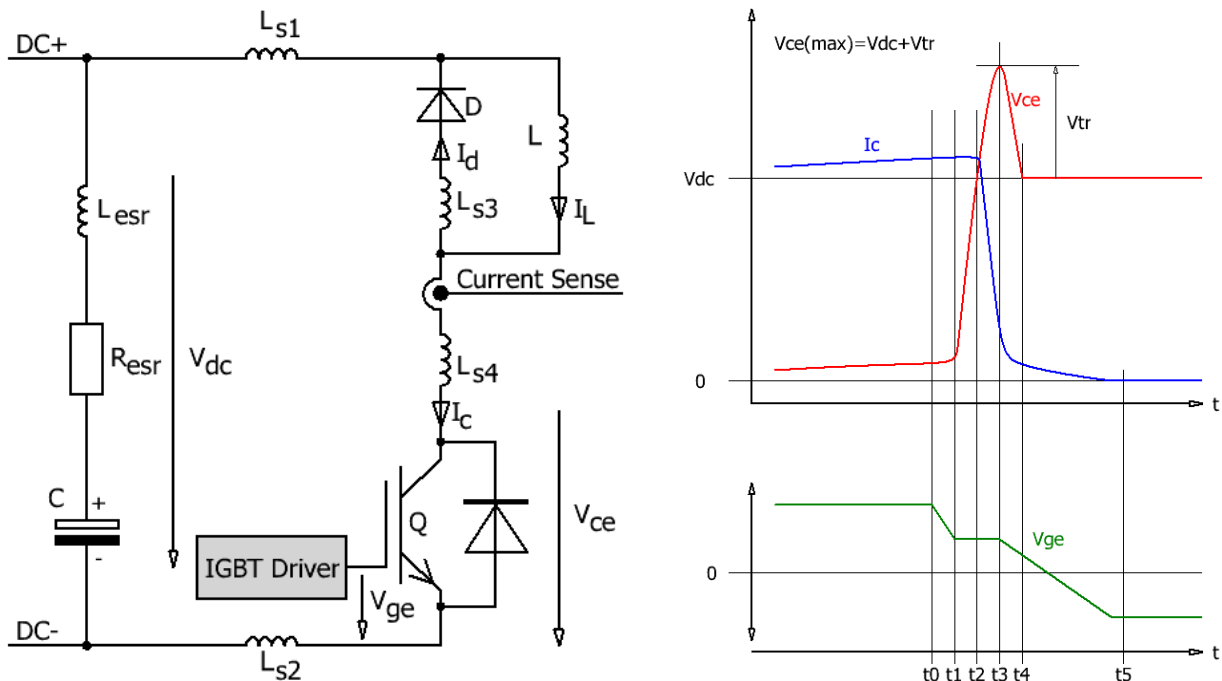 DC+
Ls1
D
L
Id
Lesr
Ls3
IL
Current Sense
Resr
Vdc
Ls4
Ic
C
+
-
Q
Vce
IGBT Driver
Vge
DC-
Ls2
Vce(max)=Vdc+Vtr
Vce
Vtr
Ic
Vdc
0
t
Vge
0
t
t0 t1 t2 t3 t4 t5